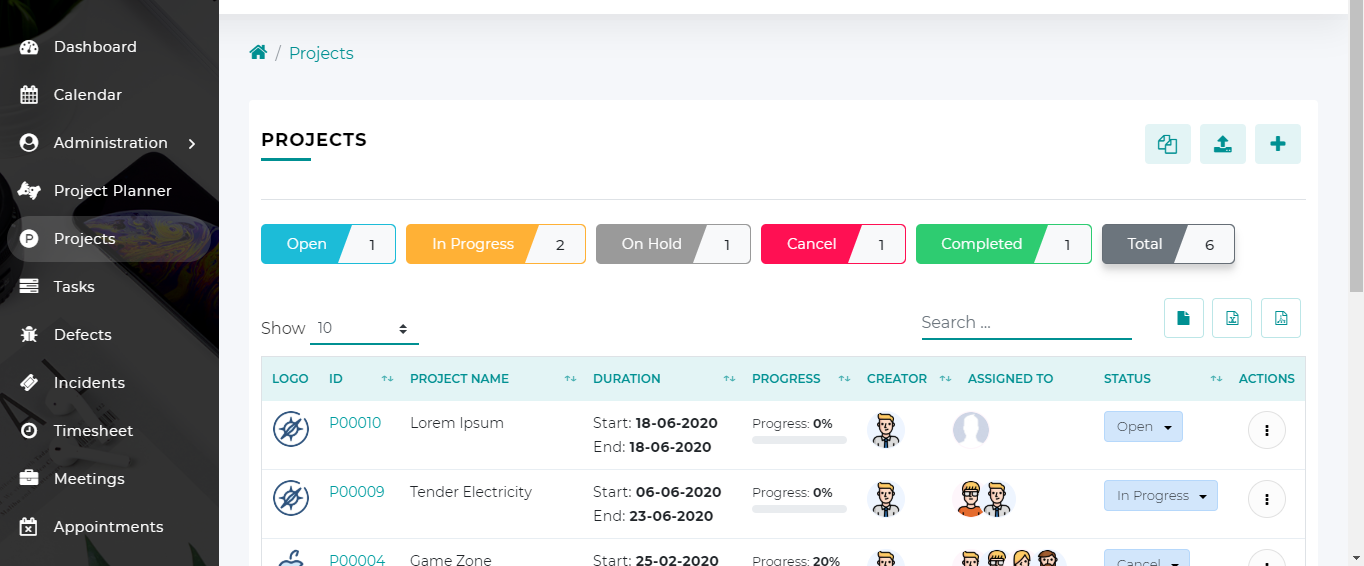 Dashboard
Calendar
Administration
Project Planner
Projects
Tasks
Defects
Incidents
Timesheet
Meetings
Appointments
/ Projects
PROJECTS
Open 1 In Progress 2 On Hold 1 Cancel 1 Completed 1 Total 6
Show 10 Search ...
LOGO ID PROJECT NAME DURATION PROGRESS CREATOR ASSIGNED TO STATUS ACTIONS
P00010 Lorem Ipsum Start: 18-06-2020 Progress: 0% Open
End: 18-06-2020
P00009 Tender Electricity Start: 06-06-2020 Progress: 0% In Progress
End: 23-06-2020
P00004 Game Zone Start: 25-02-2020 Progress: 20% Cancel